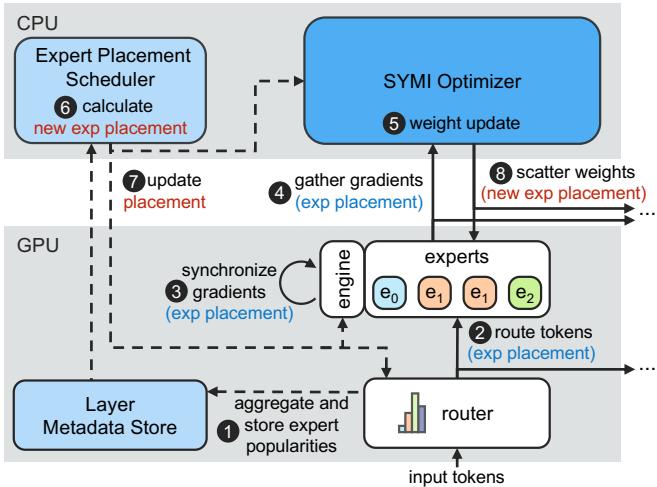 CPU
Expert Placement
Scheduler
6 calculate
new exp placement
SYMI Optimizer
5 weight update
7 update
placement
4 gather gradients
(exp placement)
8 scatter weights
(new exp placement)
...
GPU
synchronize
3 gradients
(exp placement)
engine
experts
e0 e1 e1 e2
2 route tokens
(exp placement)
...
Layer
Metadata Store
aggregate and
1 store expert
popularities
router
input tokens